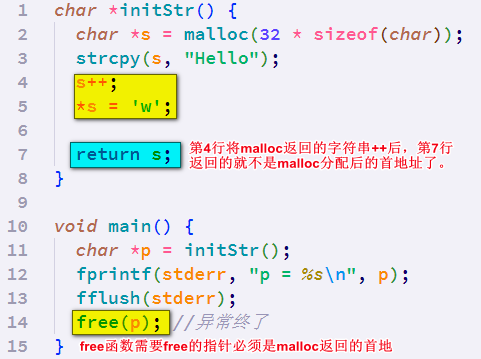 1 char *initStr() {
2 char *s = malloc(32 * sizeof(char));
3 strcpy(s, "Hello");
4 s++;
5 *s = 'w';
6
7 return s; 第4行将malloc返回的字符串++后，第7行
返回的就不是malloc分配后的首地址了。
8 }
9
10 void main() {
11 char *p = initStr();
12 fprintf(stderr, "p = %s\n", p);
13 fflush(stderr);
14 free(p); //异常终了
15 } free函数需要free的指针必须是malloc返回的首地